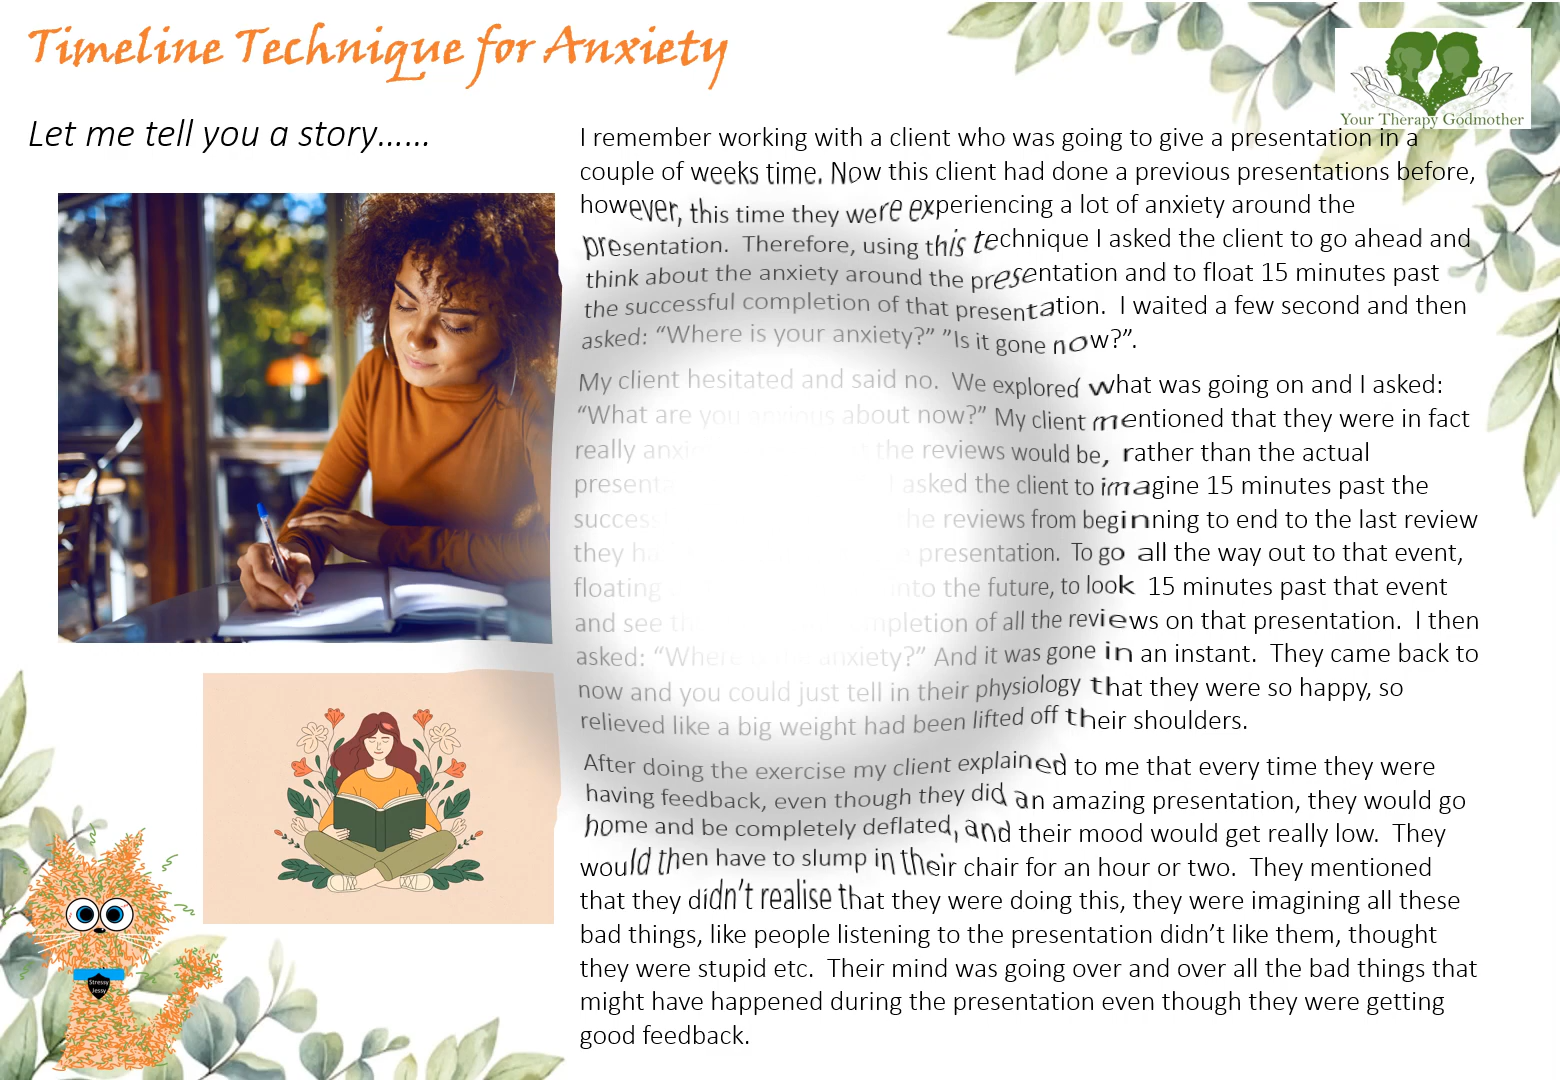 Timeline Technique for Anxiety
Your Therapy Godmother
Let me tell you a story......
I remember working with a client who was going to give a presentation in a
couple of weeks time. Now this client had done a previous presentations before,
however, this time they were experiencing a lot of anxiety around the
presentation. Therefore, using this technique I asked the client to go ahead and
think about the anxiety around the presentation and to float 15 minutes past
the successful completion of that presentation. I waited a few second and then
asked: “Where is your anxiety?” ”Is it gone now?”.
My client hesitated and said no. We explored what was going on and I asked:
“What are you anxious about now?” My client mentioned that they were in fact
really the reviews would be, rather than the actual
asked the client to imagine 15 minutes past the
the reviews from beginning to end to the last review
they presentation. To go all the way out to that event,
floating into the future, to look 15 minutes past that event
and see of all the reviews on that presentation. I then
asked: “Where is the anxiety?” And it was gone in an instant. They came back to
now and you could just tell in their physiology that they were so happy, so
relieved like a big weight had been lifted off their shoulders.
After doing the exercise my client explained to me that every time they were
having feedback, even though they did an amazing presentation, they would go
home and be completely deflated, and their mood would get really low. They
would then have to slump in their chair for an hour or two. They mentioned
that they didn’t realise that they were doing this, they were imagining all these
bad things, like people listening to the presentation didn’t like them, thought
they were stupid etc. Their mind was going over and over all the bad things that
might have happened during the presentation even though they were getting
good feedback.
Stressy
Jessy